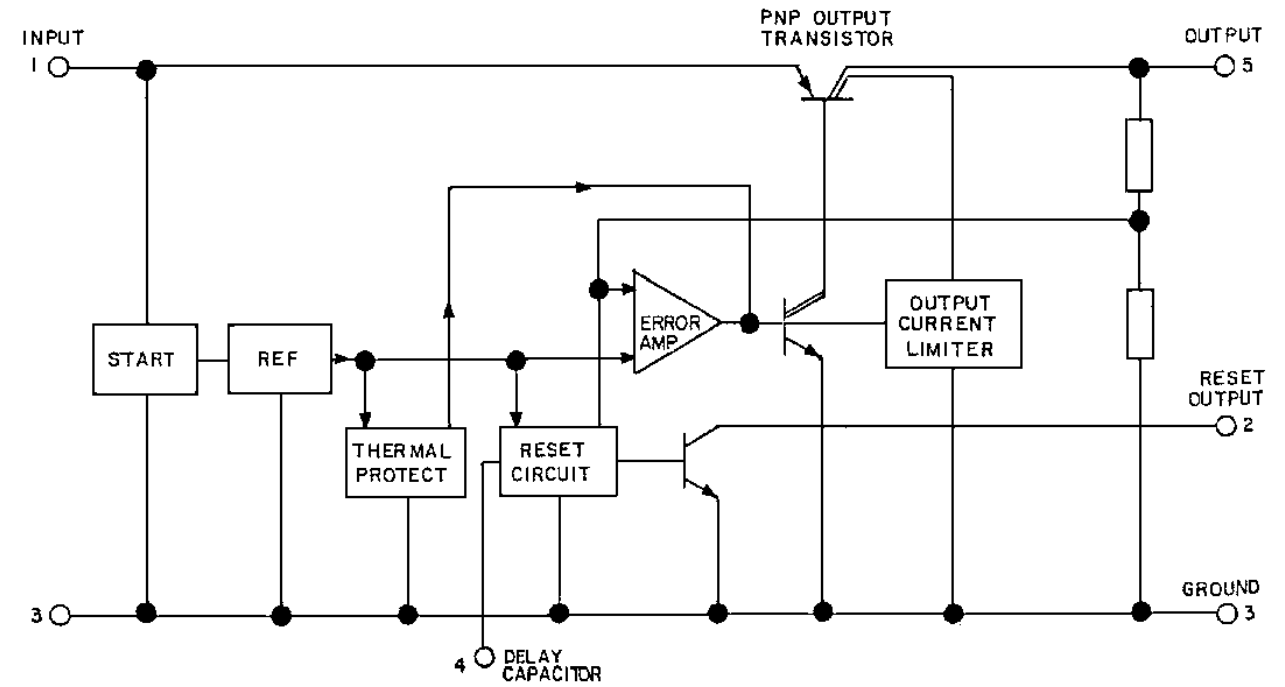 PNP OUTPUT
TRANSISTOR
INPUT
1
OUTPUT
5
ERROR
AMP
OUTPUT
CURRENT
LIMITER
START
REF
RESET
OUTPUT
2
THERMAL
PROTECT
RESET
CIRCUIT
GROUND
3
3
4
DELAY
CAPACITOR